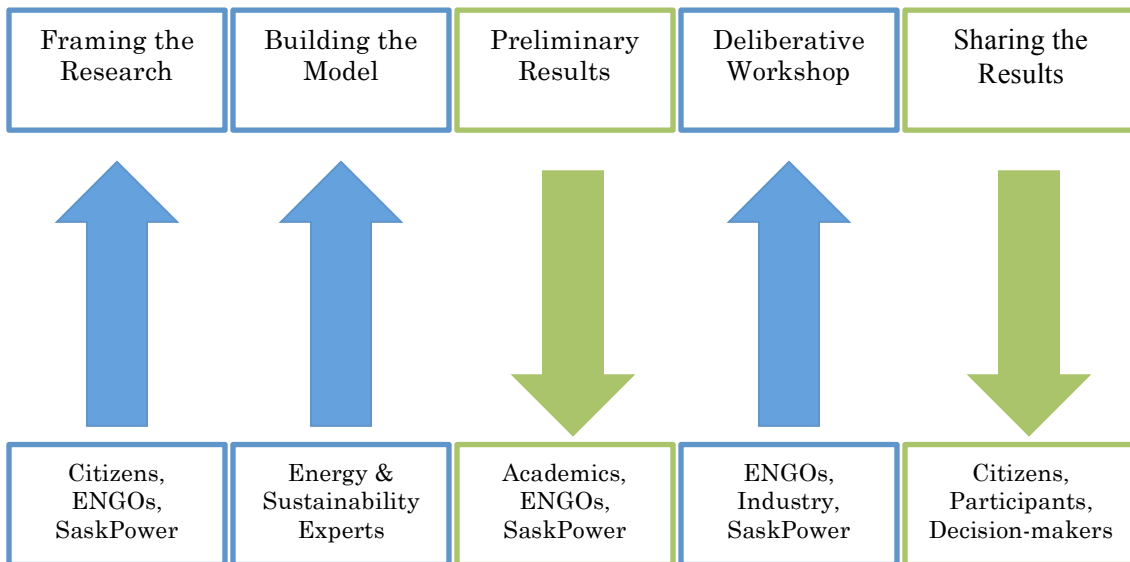 Framing the
Research
Building the
Model
Preliminary
Results
Deliberative
Workshop
Sharing the
Results
Citizens,
ENGOs,
SaskPower
Energy &
Sustainability
Experts
Academics,
ENGOs,
SaskPower
ENGOs,
Industry,
SaskPower
Citizens,
Participants,
Decision-makers